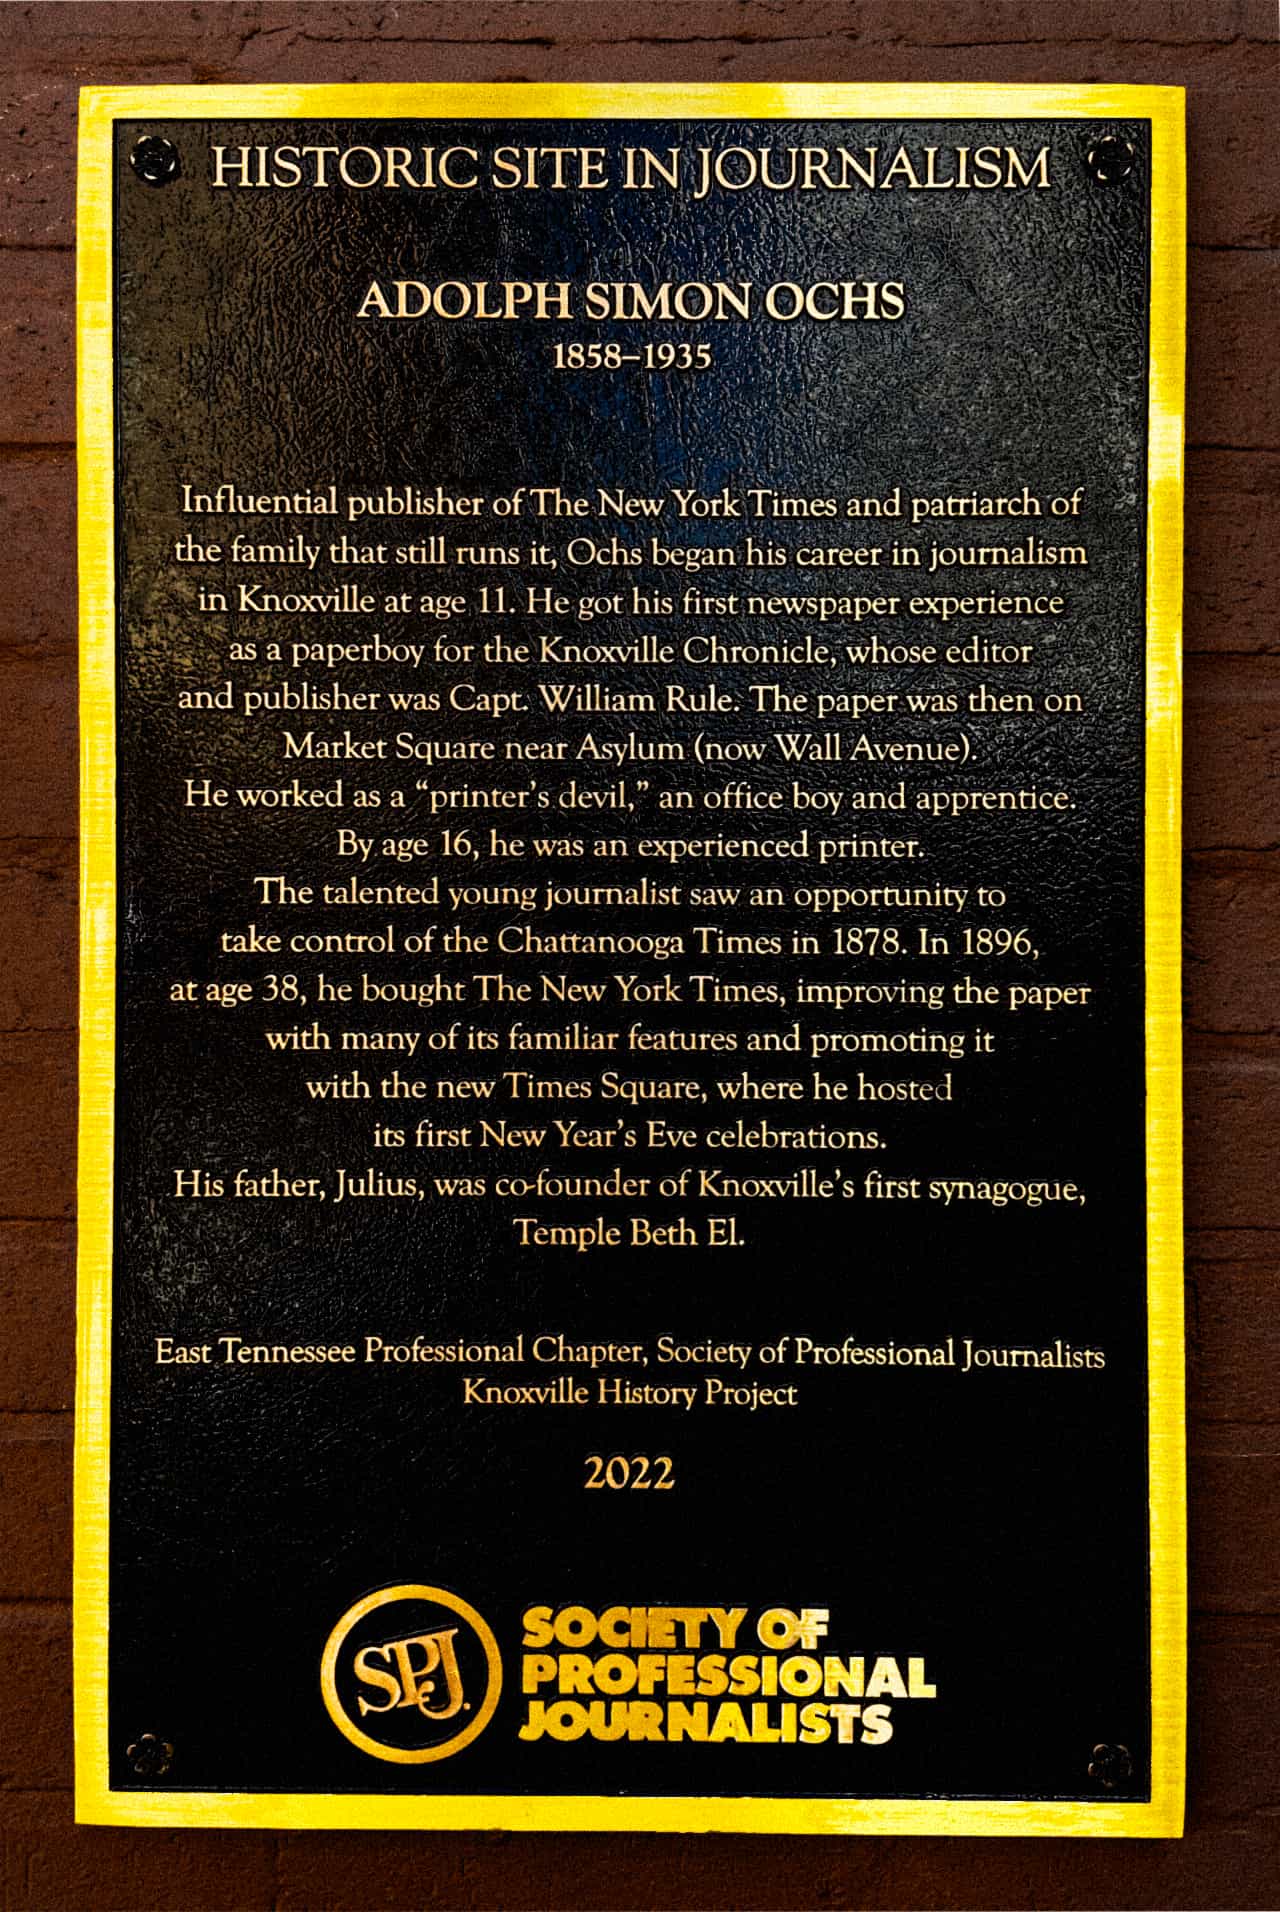 HISTORIC SITE IN JOURNALISM
ADOLPH SIMON OCHS
1858–1935
Influential publisher of The New York Times and patriarch of
the family that still runs it, Ochs began his career in journalism
in Knoxville at age 11. He got his first newspaper experience
as a paperboy for the Knoxville Chronicle, whose editor
and publisher was Capt. William Rule. The paper was then on
Market Square near Asylum (now Wall Avenue).
He worked as a “printer’s devil,” an office boy and apprentice.
By age 16, he was an experienced printer.
The talented young journalist saw an opportunity to
take control of the Chattanooga Times in 1878. In 1896,
at age 38, he bought The New York Times, improving the paper
with many of its familiar features and promoting it
with the new Times Square, where he hosted
its first New Year’s Eve celebrations.
His father, Julius, was co-founder of Knoxville’s first synagogue,
Temple Beth El.
East Tennessee Professional Chapter, Society of Professional Journalists
Knoxville History Project
2022
SPJ.
SOCIETY OF
PROFESSIONAL
JOURNALISTS